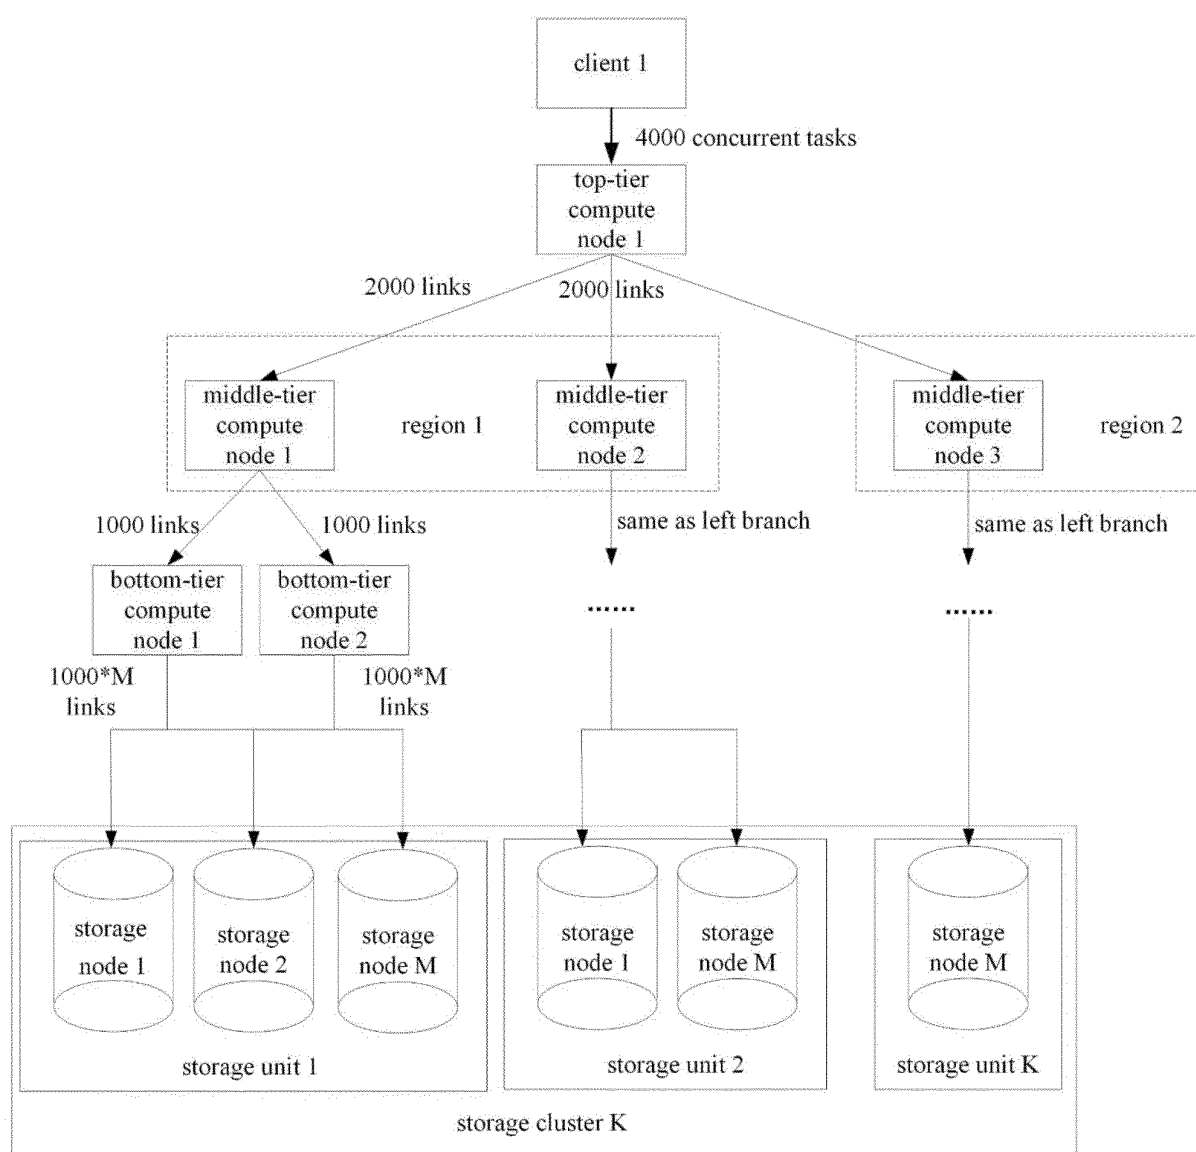 client 1
4000 concurrent tasks
top-tier
compute
node 1
2000 links
2000 links
middle-tier
compute
node 1
region 1
middle-tier
compute
node 2
middle-tier
compute
node 3
region 2
1000 links
1000 links
same as left branch
same as left branch
bottom-tier
compute
node 1
bottom-tier
compute
node 2
......
......
1000*M
links
1000*M
links
storage
node 1
storage
node 2
storage
node M
storage
node 1
storage
node M
storage
node M
storage unit 1
storage unit 2
storage unit K
storage cluster K